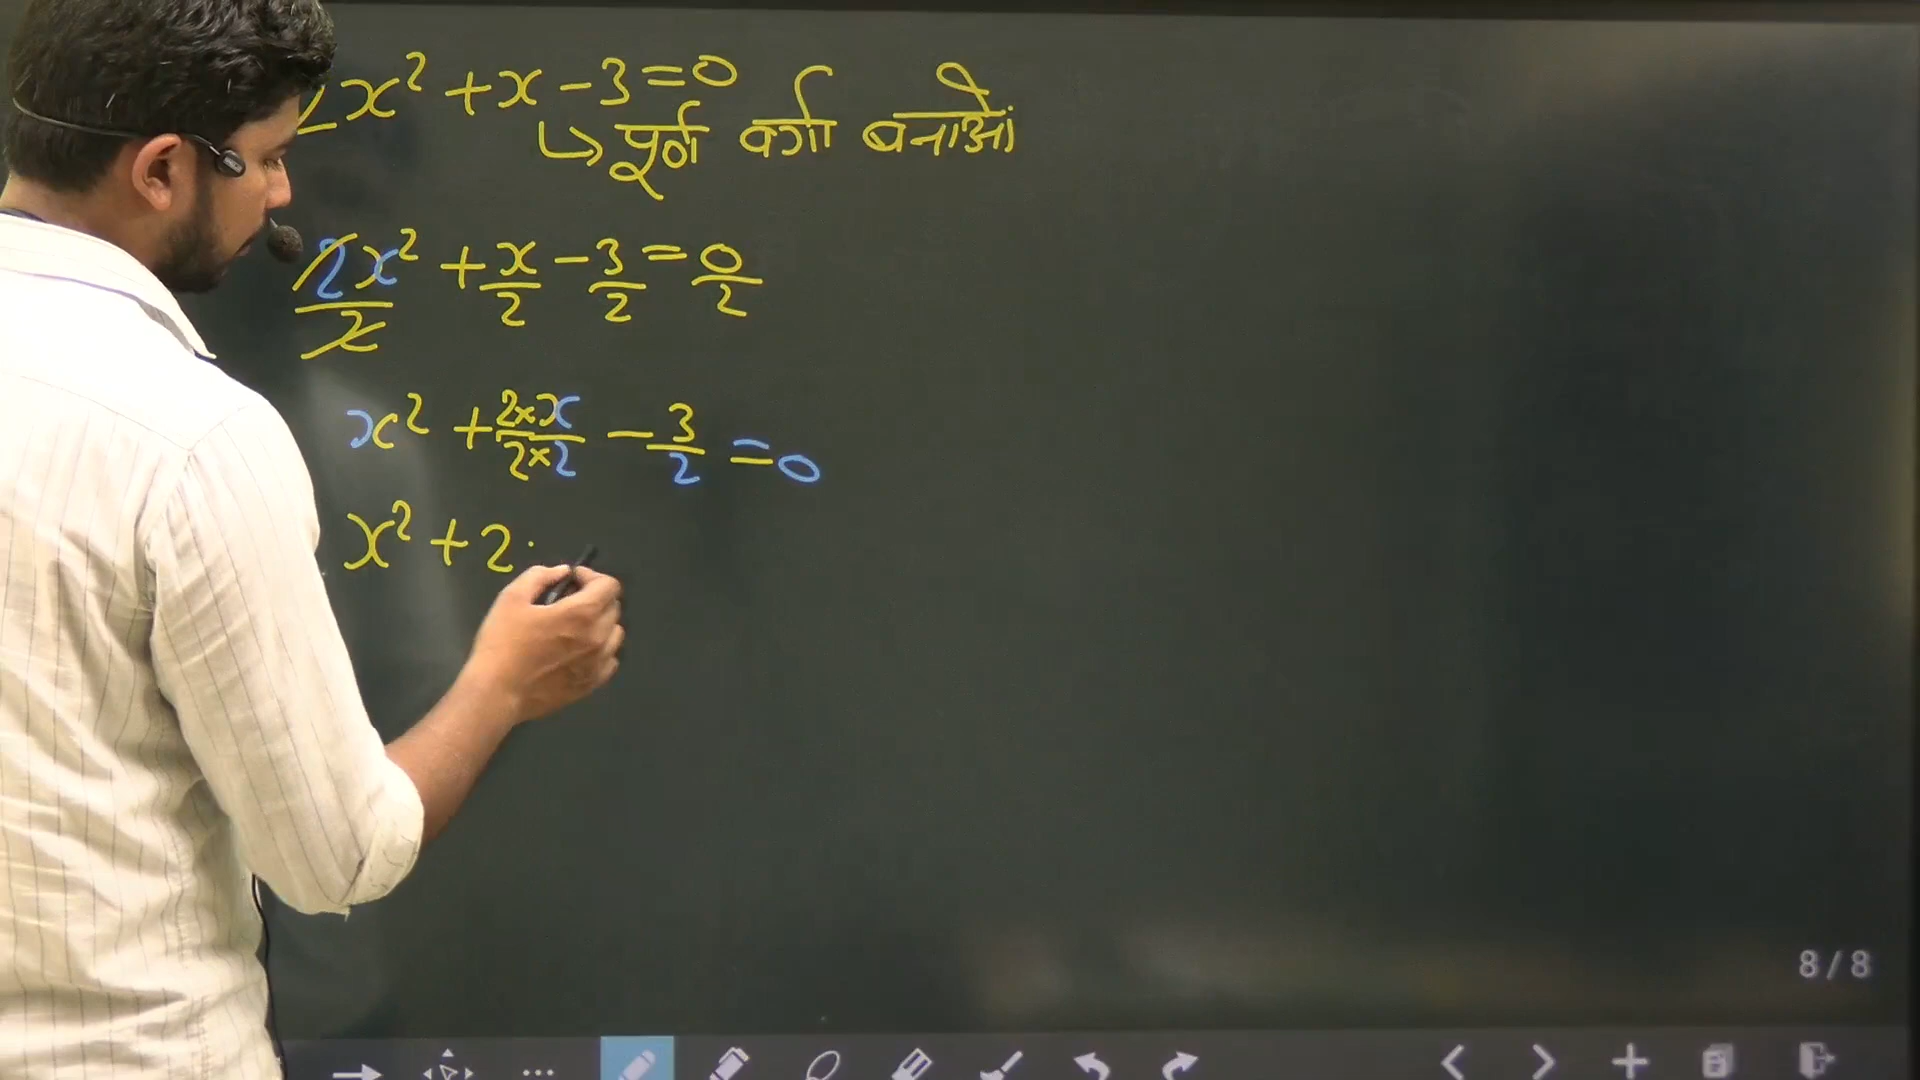 2x² + x - 3 = 0
↳ पूर्ण वर्ग बनाओं
2x²/2 + x/2 - 3/2 = 0/2
x² + 2×x/2×2 - 3/2 = 0
x² + 2·
8 / 8